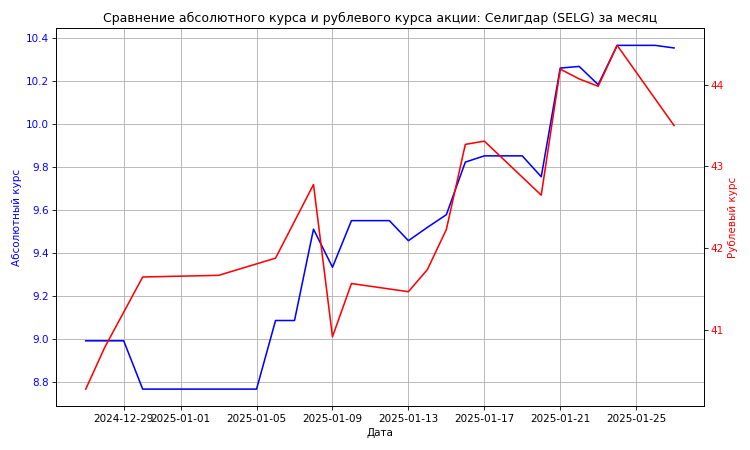 Сравнение абсолютного курса и рублевого курса акции: Селигдар (SELG) за месяц
10.4
10.2
10.0
9.8
9.6
9.4
9.2
9.0
8.8
Абсолютный курс
44
43
42
41
Рублевый курс
2024-12-29 2025-01-01 2025-01-05 2025-01-09 2025-01-13 2025-01-17 2025-01-21 2025-01-25
Дата